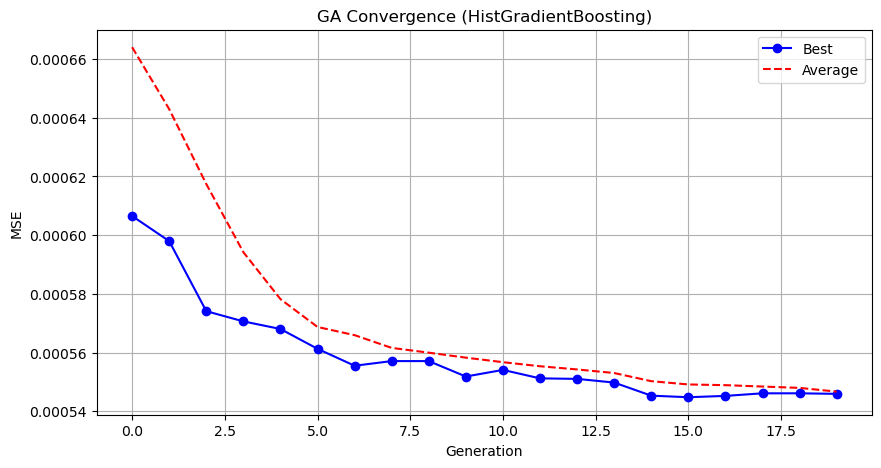 GA Convergence (HistGradientBoosting)
Best
Average
MSE
0.00066
0.00064
0.00062
0.00060
0.00058
0.00056
0.00054
0.0 2.5 5.0 7.5 10.0 12.5 15.0 17.5
Generation